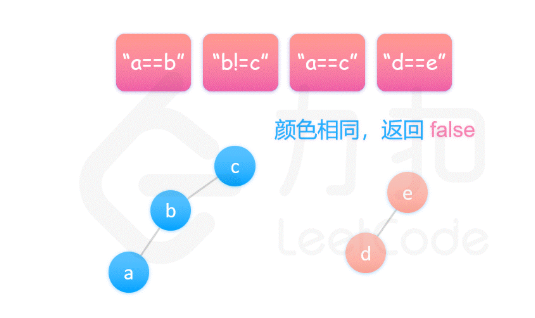 “a==b” “b!=c” “a==c” “d==e”
颜色相同，返回 false
力扣
LeetCode
c
e
b
d
a